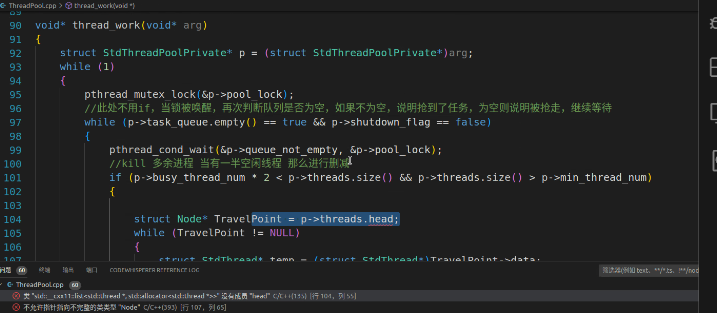 ThreadPool.cpp > thread_work(void *)
89
90 void* thread_work(void* arg)
91 {
92 struct StdThreadPoolPrivate* p = (struct StdThreadPoolPrivate*)arg;
93 while (1)
94 {
95 pthread_mutex_lock(&p->pool_lock);
96 //此处不用if，当锁被唤醒，再次判断队列是否为空，如果不为空，说明抢到了任务，为空则说明被抢走，继续等待
97 while (p->task_queue.empty() == true && p->shutdown_flag == false)
98 {
99 pthread_cond_wait(&p->queue_not_empty, &p->pool_lock);
100 //kill 多余进程 当有一半空闲线程 那么进行删减
101 if (p->busy_thread_num * 2 < p->threads.size() && p->threads.size() > p->min_thread_num)
102 {
103
104 struct Node* TravelPoint = p->threads.head;
105 while (TravelPoint != NULL)
106 {
107 struct StdThread* temp = (struct StdThread*)TravelPoint->data;
问题 60 终端 输出 端口 CODEWHISPERER REFERENCE LOG
筛选器(例如 text、**/*.ts、!**/nod
ThreadPool.cpp 60
类 "std::__cxx11::list<std::thread *, std::allocator<std::thread *>>" 没有成员 "head" C/C++(135) [行 104，列 55]
不允许指针指向不完整的类类型 "Node" C/C++(393) [行 107，列 65]